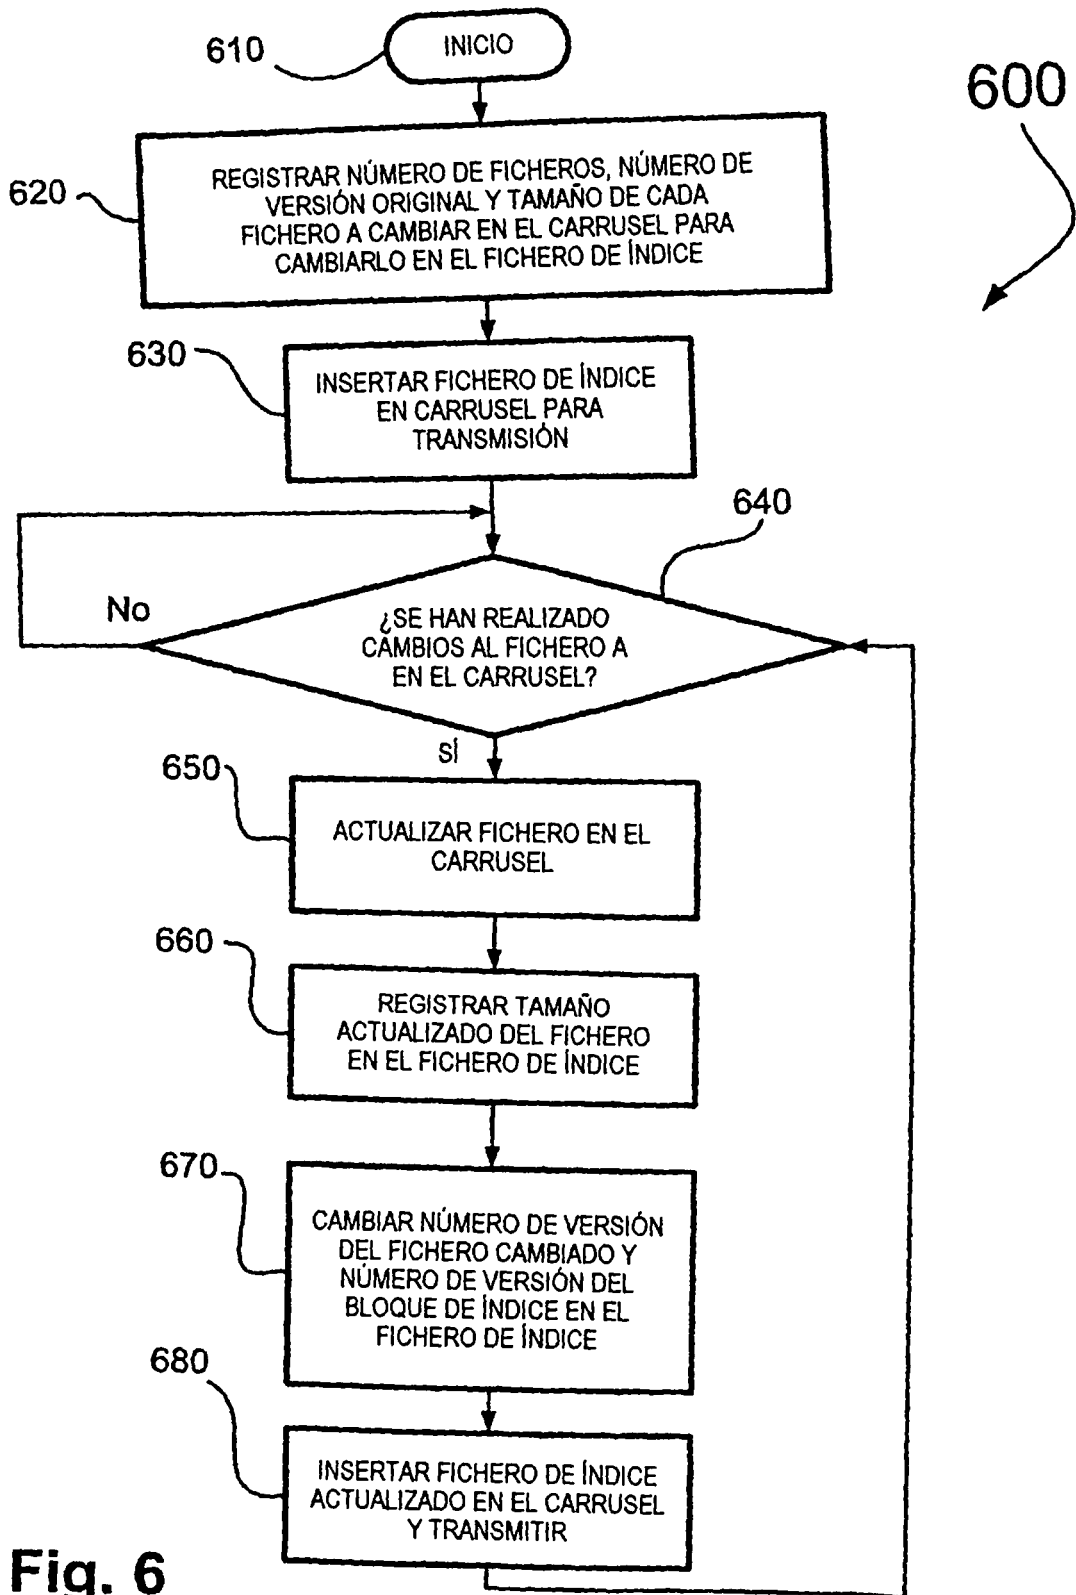 610
INICIO
600
620
REGISTRAR NÚMERO DE FICHEROS, NÚMERO DE
VERSIÓN ORIGINAL Y TAMAÑO DE CADA
FICHERO A CAMBIAR EN EL CARRUSEL PARA
CAMBIARLO EN EL FICHERO DE ÍNDICE
630
INSERTAR FICHERO DE ÍNDICE
EN CARRUSEL PARA
TRANSMISIÓN
640
No
¿SE HAN REALIZADO
CAMBIOS AL FICHERO A
EN EL CARRUSEL?
SÍ
650
ACTUALIZAR FICHERO EN EL
CARRUSEL
660
REGISTRAR TAMAÑO
ACTUALIZADO DEL FICHERO
EN EL FICHERO DE ÍNDICE
670
CAMBIAR NÚMERO DE VERSIÓN
DEL FICHERO CAMBIADO Y
NÚMERO DE VERSIÓN DEL
BLOQUE DE ÍNDICE EN EL
FICHERO DE ÍNDICE
680
INSERTAR FICHERO DE ÍNDICE
ACTUALIZADO EN EL CARRUSEL
Y TRANSMITIR
Fig. 6